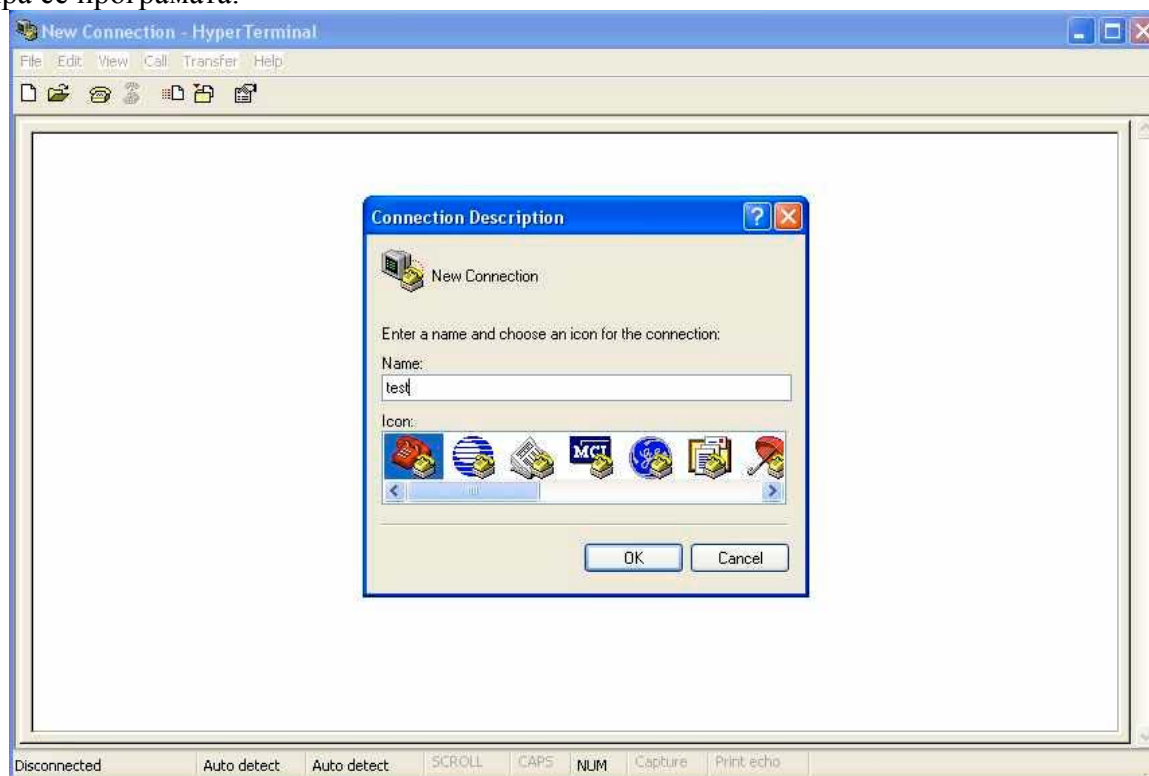 програмата.
New Connection - HyperTerminal
File Edit View Call Transfer Help
Connection Description
New Connection
Enter a name and choose an icon for the connection:
Name:
test
Icon:
MCI
OK Cancel
Disconnected Auto detect Auto detect SCROLL CAPS NUM Capture Print echo